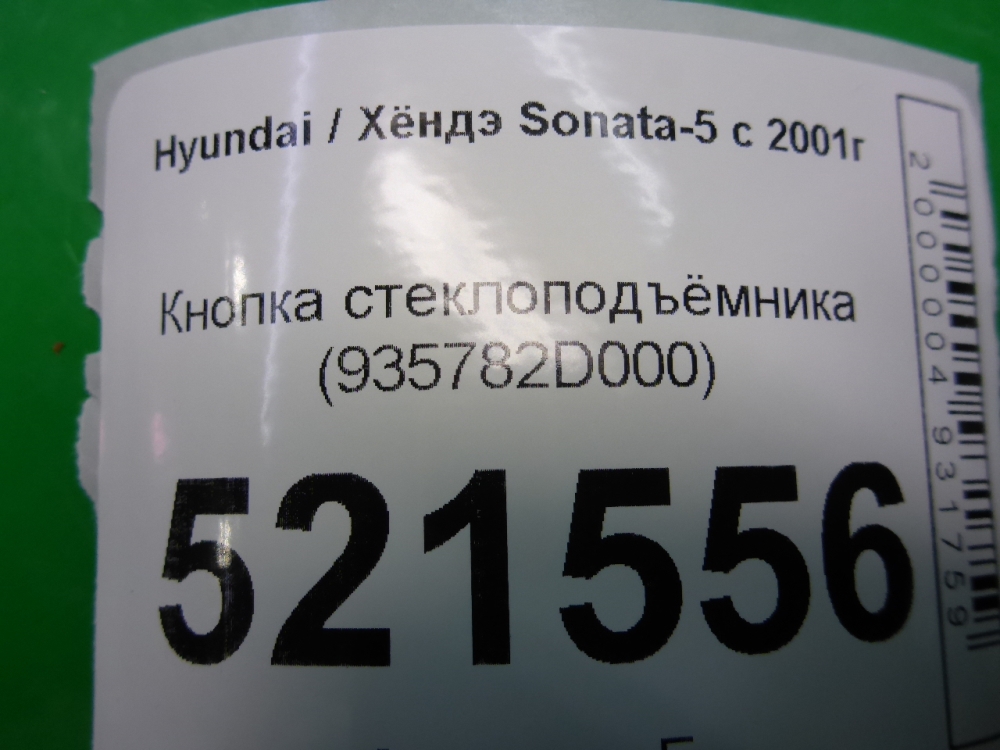 Hyundai / Хёндэ Sonata-5 с 2001г
Кнопка стеклоподъёмника
(935782D000)
521556
2000004931759